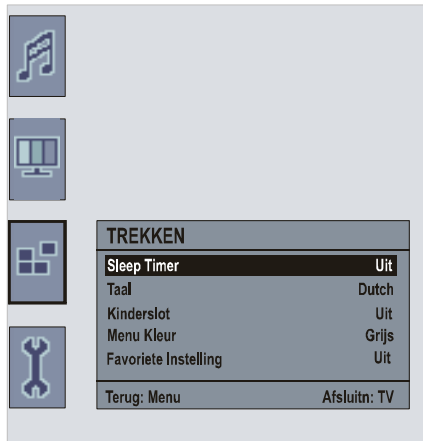 TREKKEN
Sleep Timer Uit
Taal Dutch
Kinderslot Uit
Menu Kleur Grijs
Favoriete Instelling Uit
Terug: Menu Afsluitn: TV